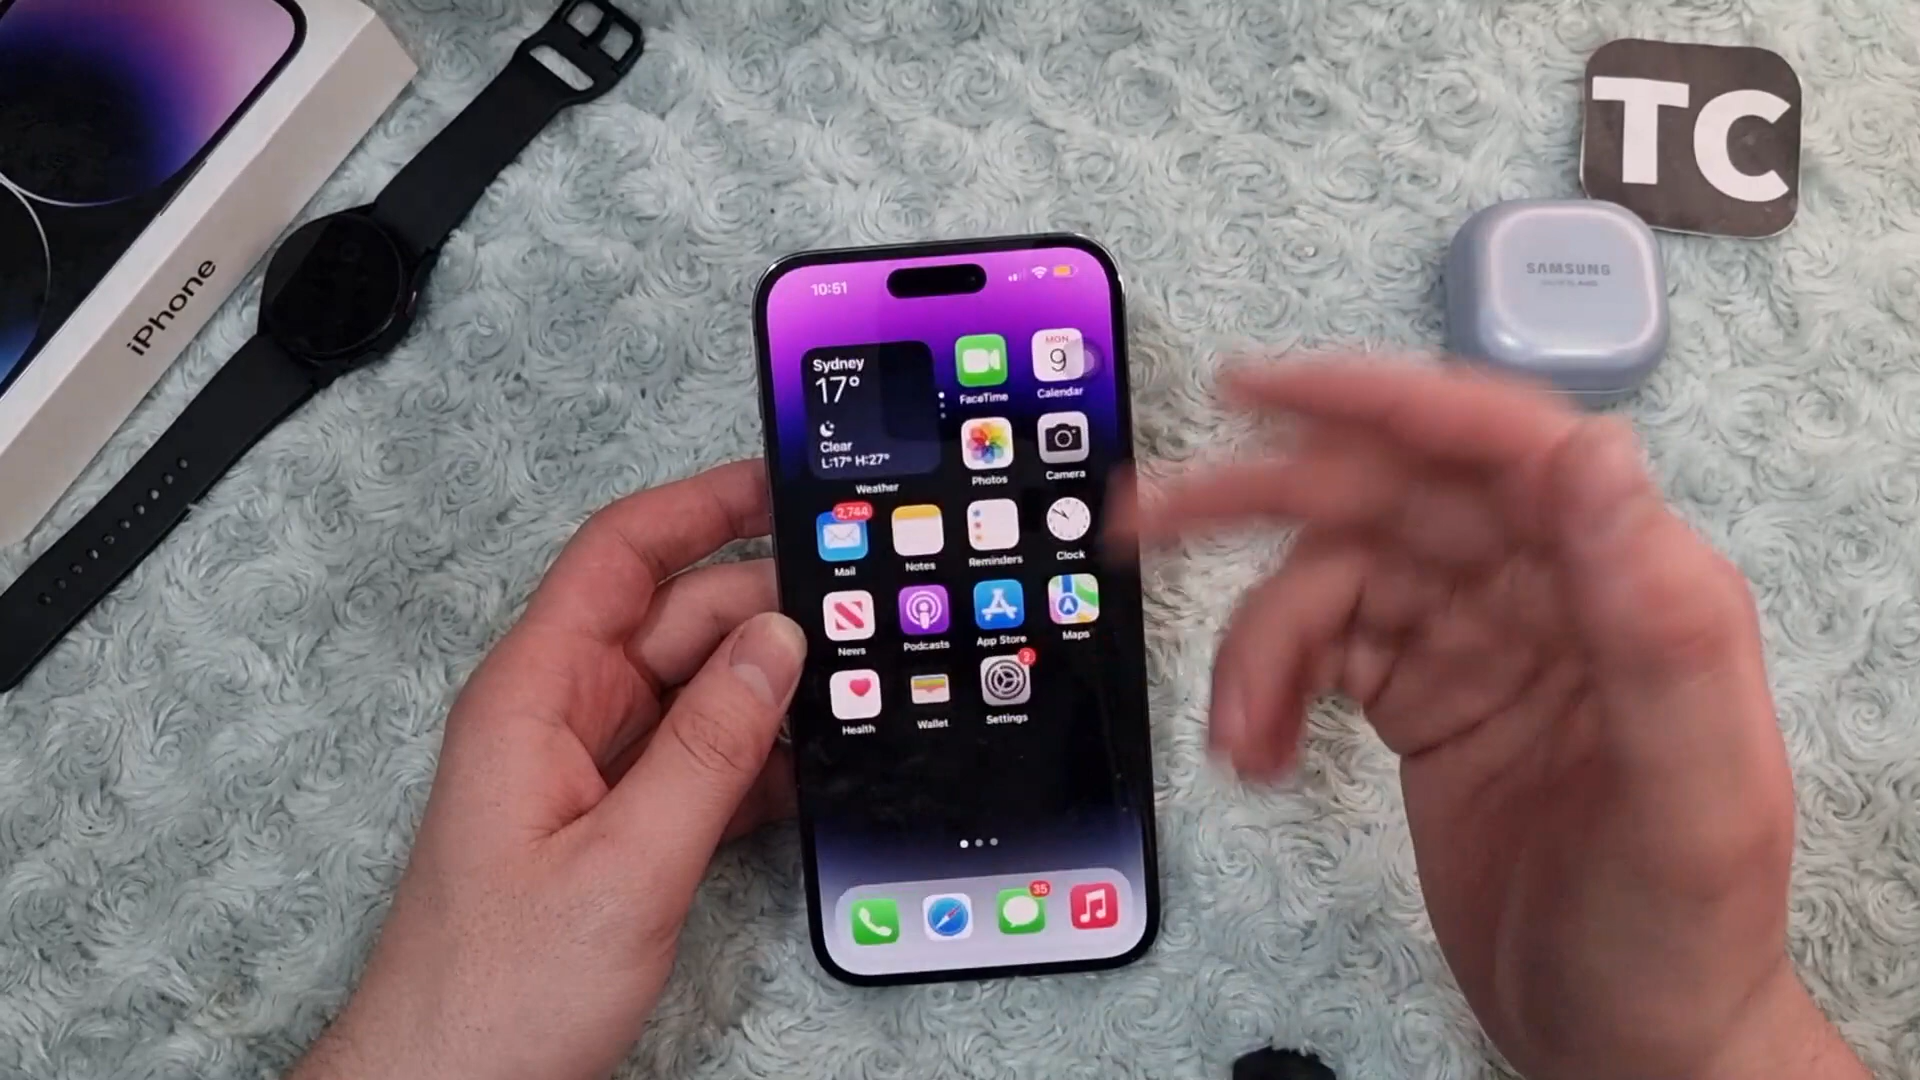 iPhone
TC
SAMSUNG
10:51
Sydney
17°
Clear
L:17° H:27°
Weather
FaceTime
MON
9
Calendar
Photos
Camera
2,744
Mail
Notes
Reminders
Clock
News
Podcasts
App Store
Maps
Health
Wallet
Settings
35